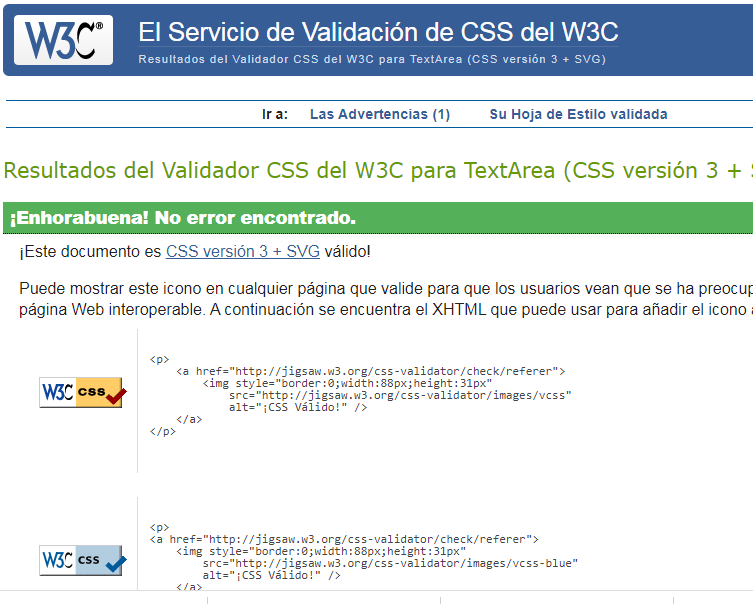 W3C® El Servicio de Validación de CSS del W3C
Resultados del Validador CSS del W3C para TextArea (CSS versión 3 + SVG)
Ir a: Las Advertencias (1) Su Hoja de Estilo validada
Resultados del Validador CSS del W3C para TextArea (CSS versión 3 +
¡Enhorabuena! No error encontrado.
¡Este documento es CSS versión 3 + SVG válido!
Puede mostrar este icono en cualquier página que valide para que los usuarios vean que se ha preocup
página Web interoperable. A continuación se encuentra el XHTML que puede usar para añadir el icono a
<p>
<a href="http://jigsaw.w3.org/css-validator/check/referer">
<img style="border:0;width:88px;height:31px"
W3C css
src="http://jigsaw.w3.org/css-validator/images/vcss"
alt="¡CSS Válido!" />
</a>
</p>
<p>
<a href="http://jigsaw.w3.org/css-validator/check/referer">
<img style="border:0;width:88px;height:31px"
W3C css
src="http://jigsaw.w3.org/css-validator/images/vcss-blue"
alt="¡CSS Válido!" />
</a>